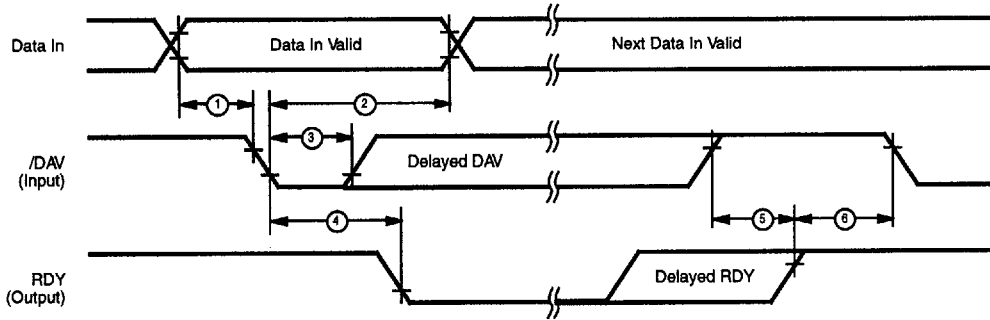 Data In
Data In Valid
Next Data In Valid
1
2
3
/DAV
(Input)
Delayed DAV
4
5
6
RDY
(Output)
Delayed RDY